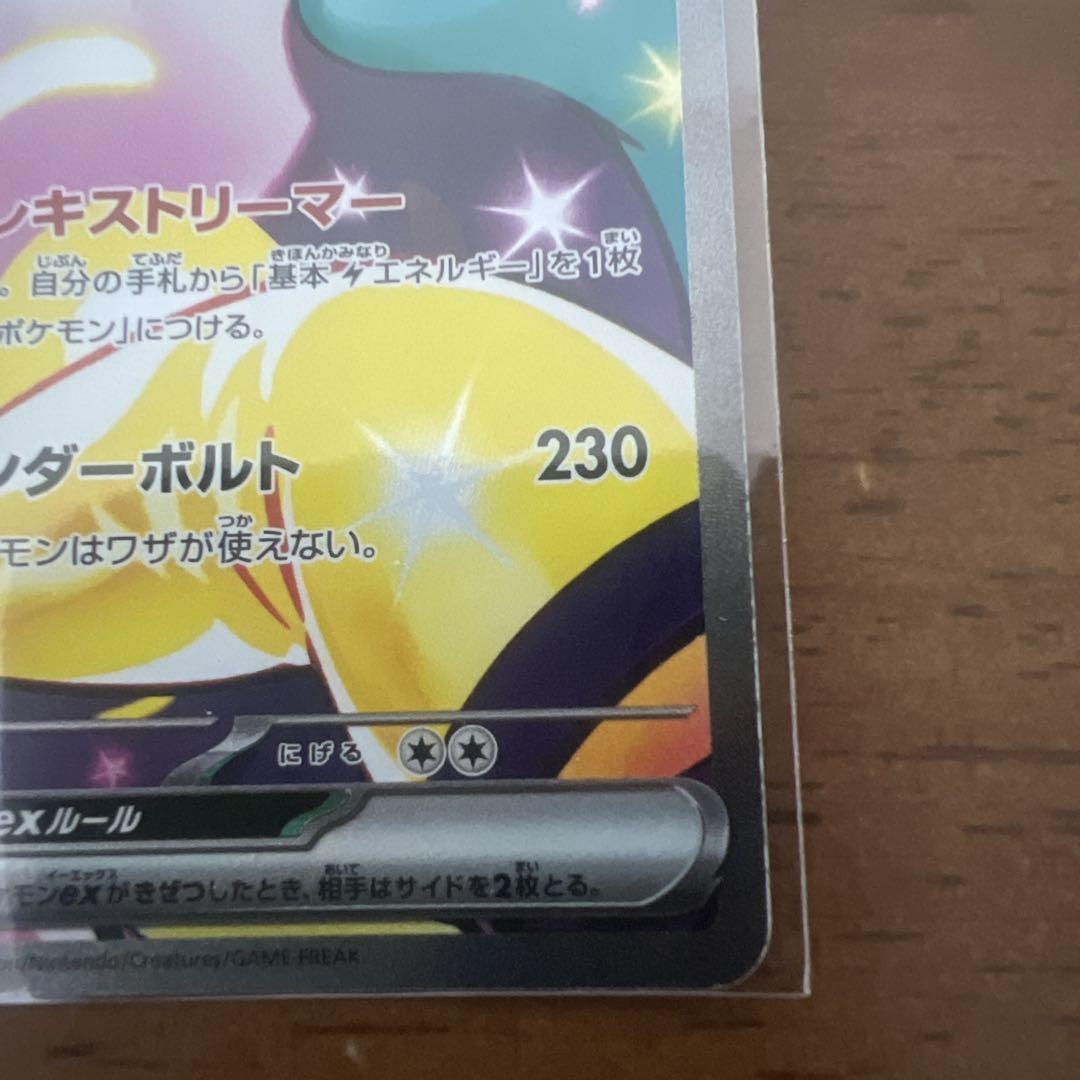 レキストリーマー
。自分の手札から「基本エネルギー」を1枚
ポケモン」につける。
ンダーボルト 230
モンはワザが使えない。
にげる
exルール
モンexがきぜつしたとき、相手はサイドを2枚とる。
/Nintendo/Creatures/GAME FREAK